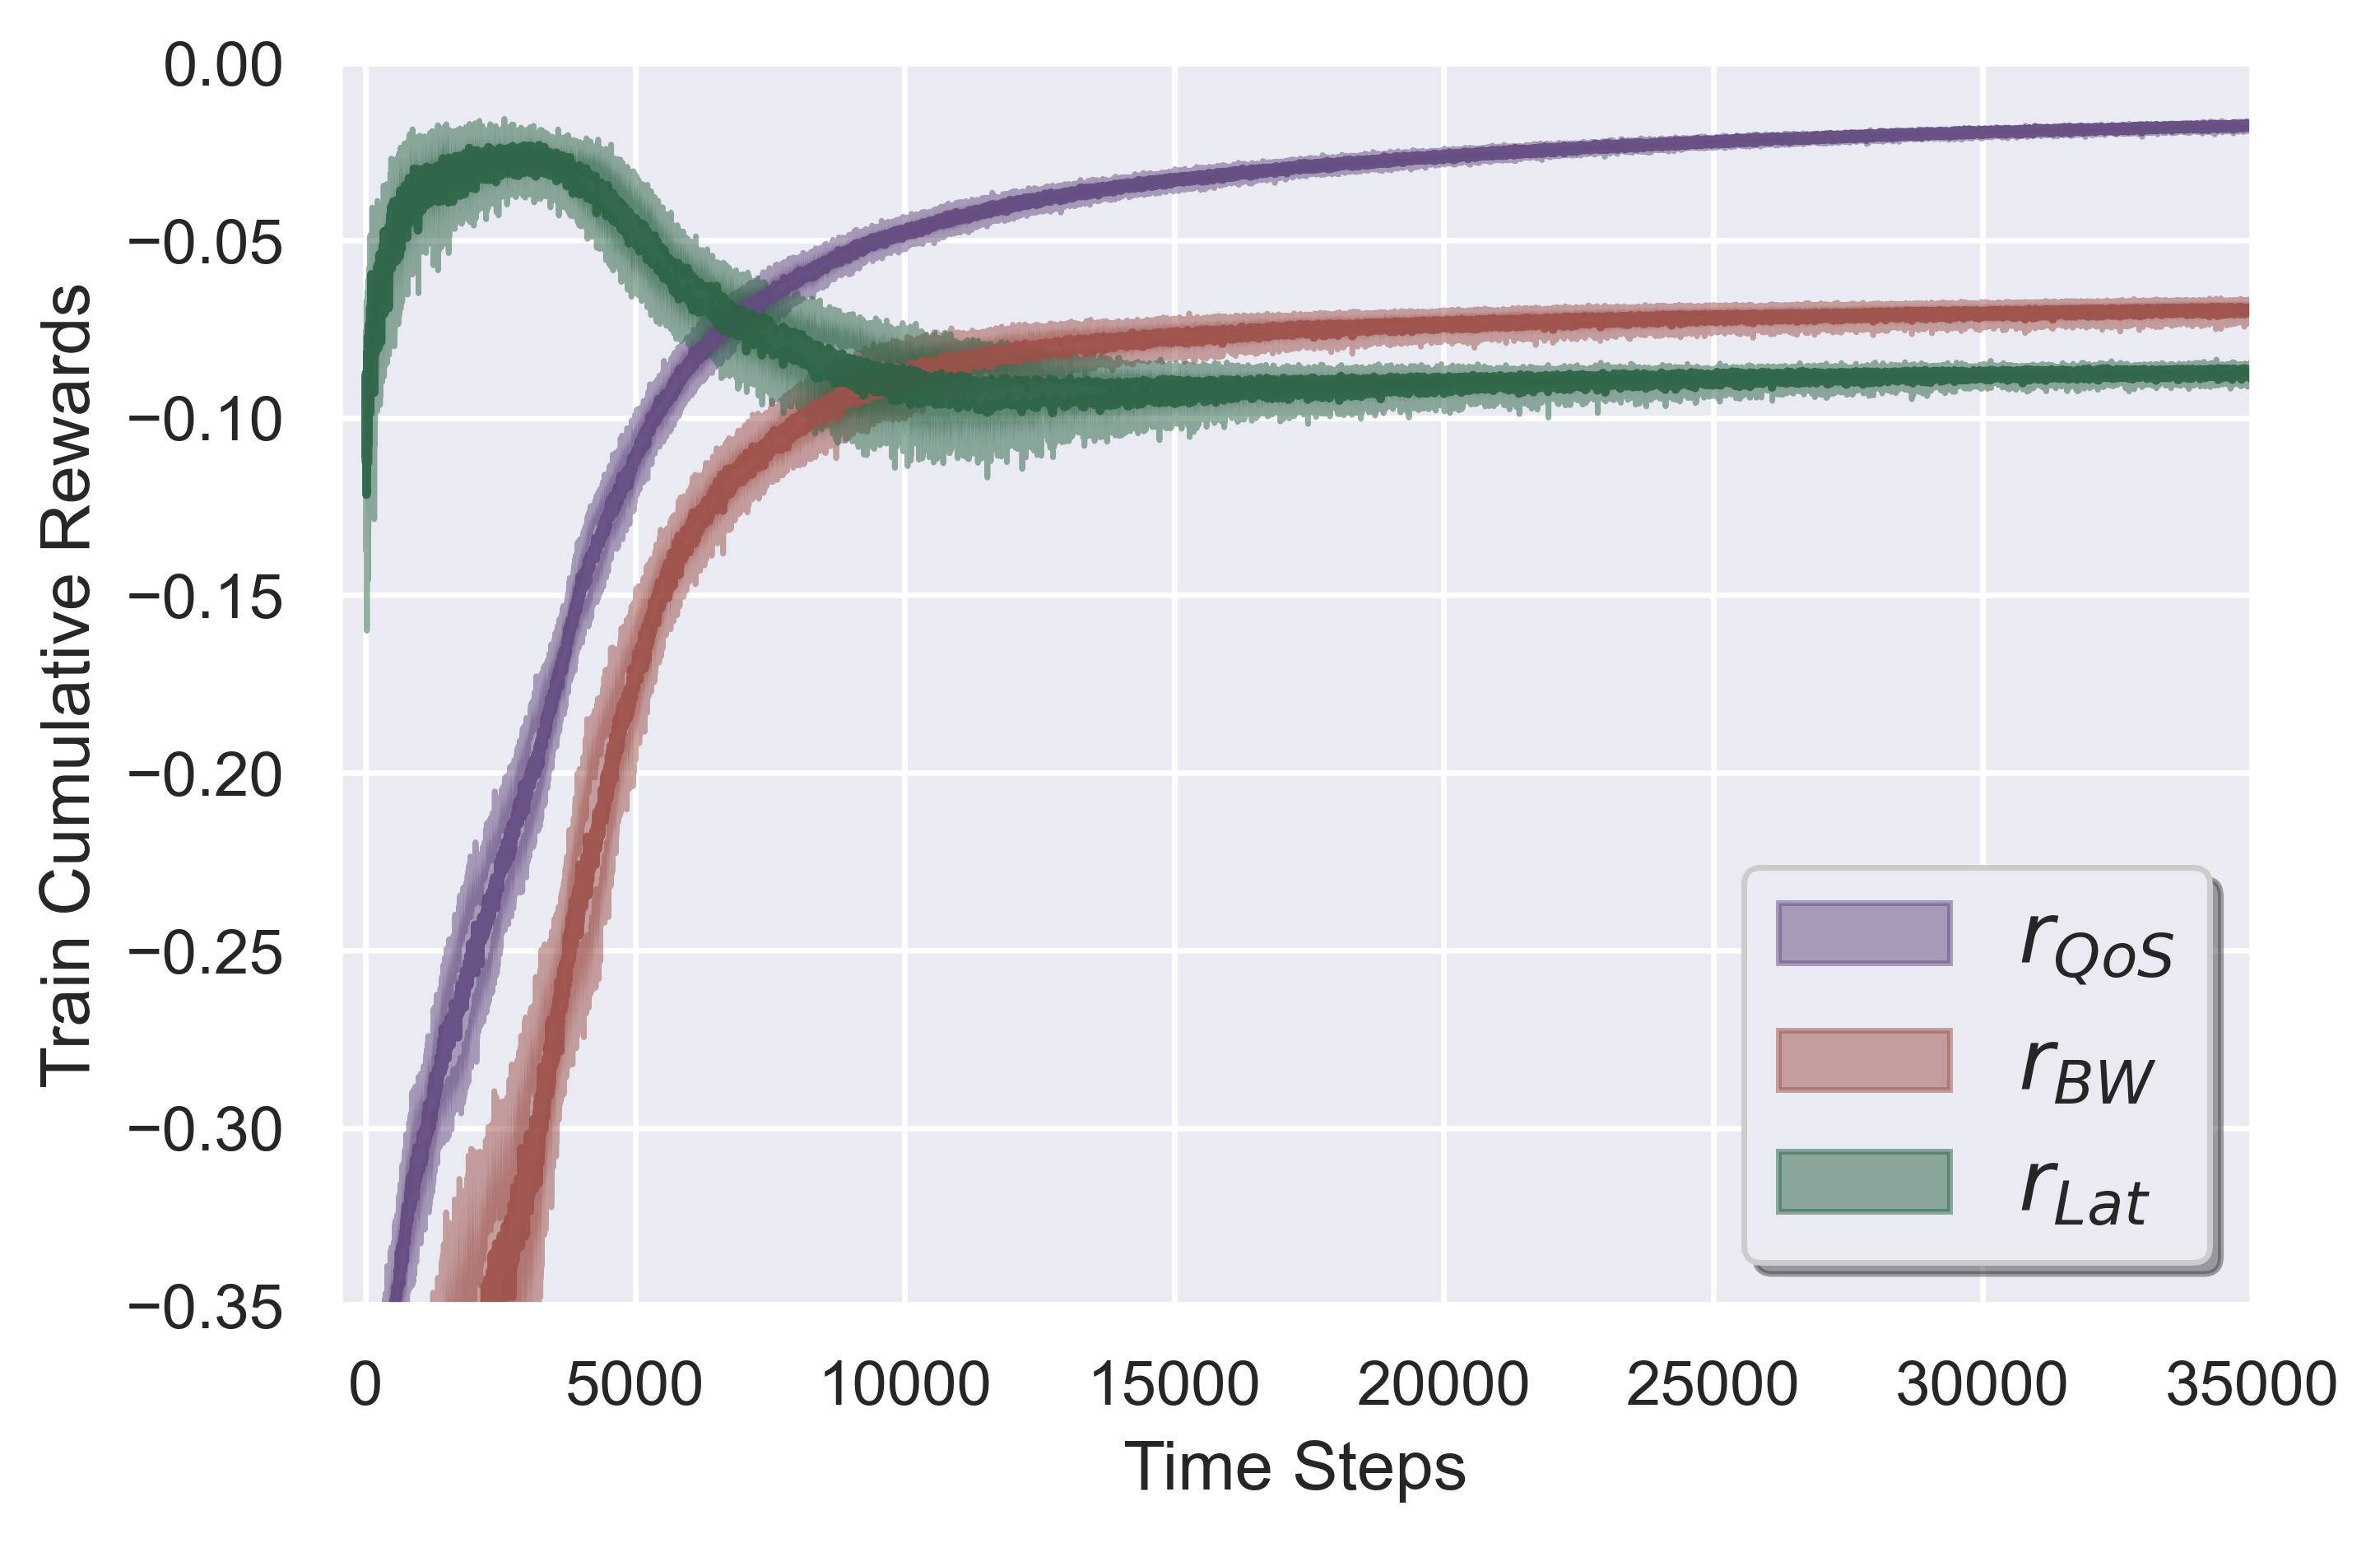 Train Cumulative Rewards
0.00
−0.05
−0.10
−0.15
−0.20
−0.25
−0.30
−0.35
0 5000 10000 15000 20000 25000 30000 35000
Time Steps
r_QoS
r_BW
r_Lat